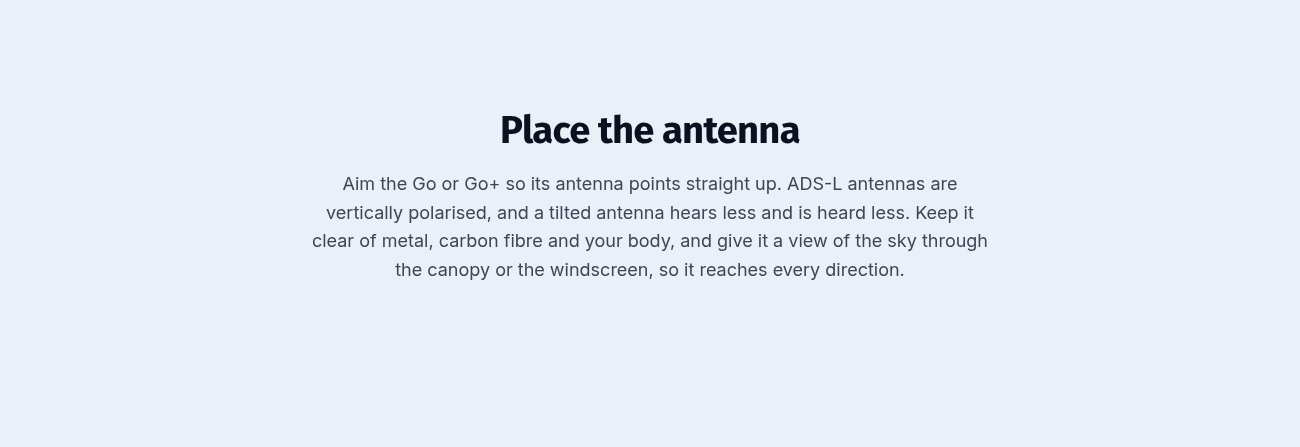 Place the antenna
Aim the Go or Go+ so its antenna points straight up. ADS-L antennas are
vertically polarised, and a tilted antenna hears less and is heard less. Keep it
clear of metal, carbon fibre and your body, and give it a view of the sky through
the canopy or the windscreen, so it reaches every direction.